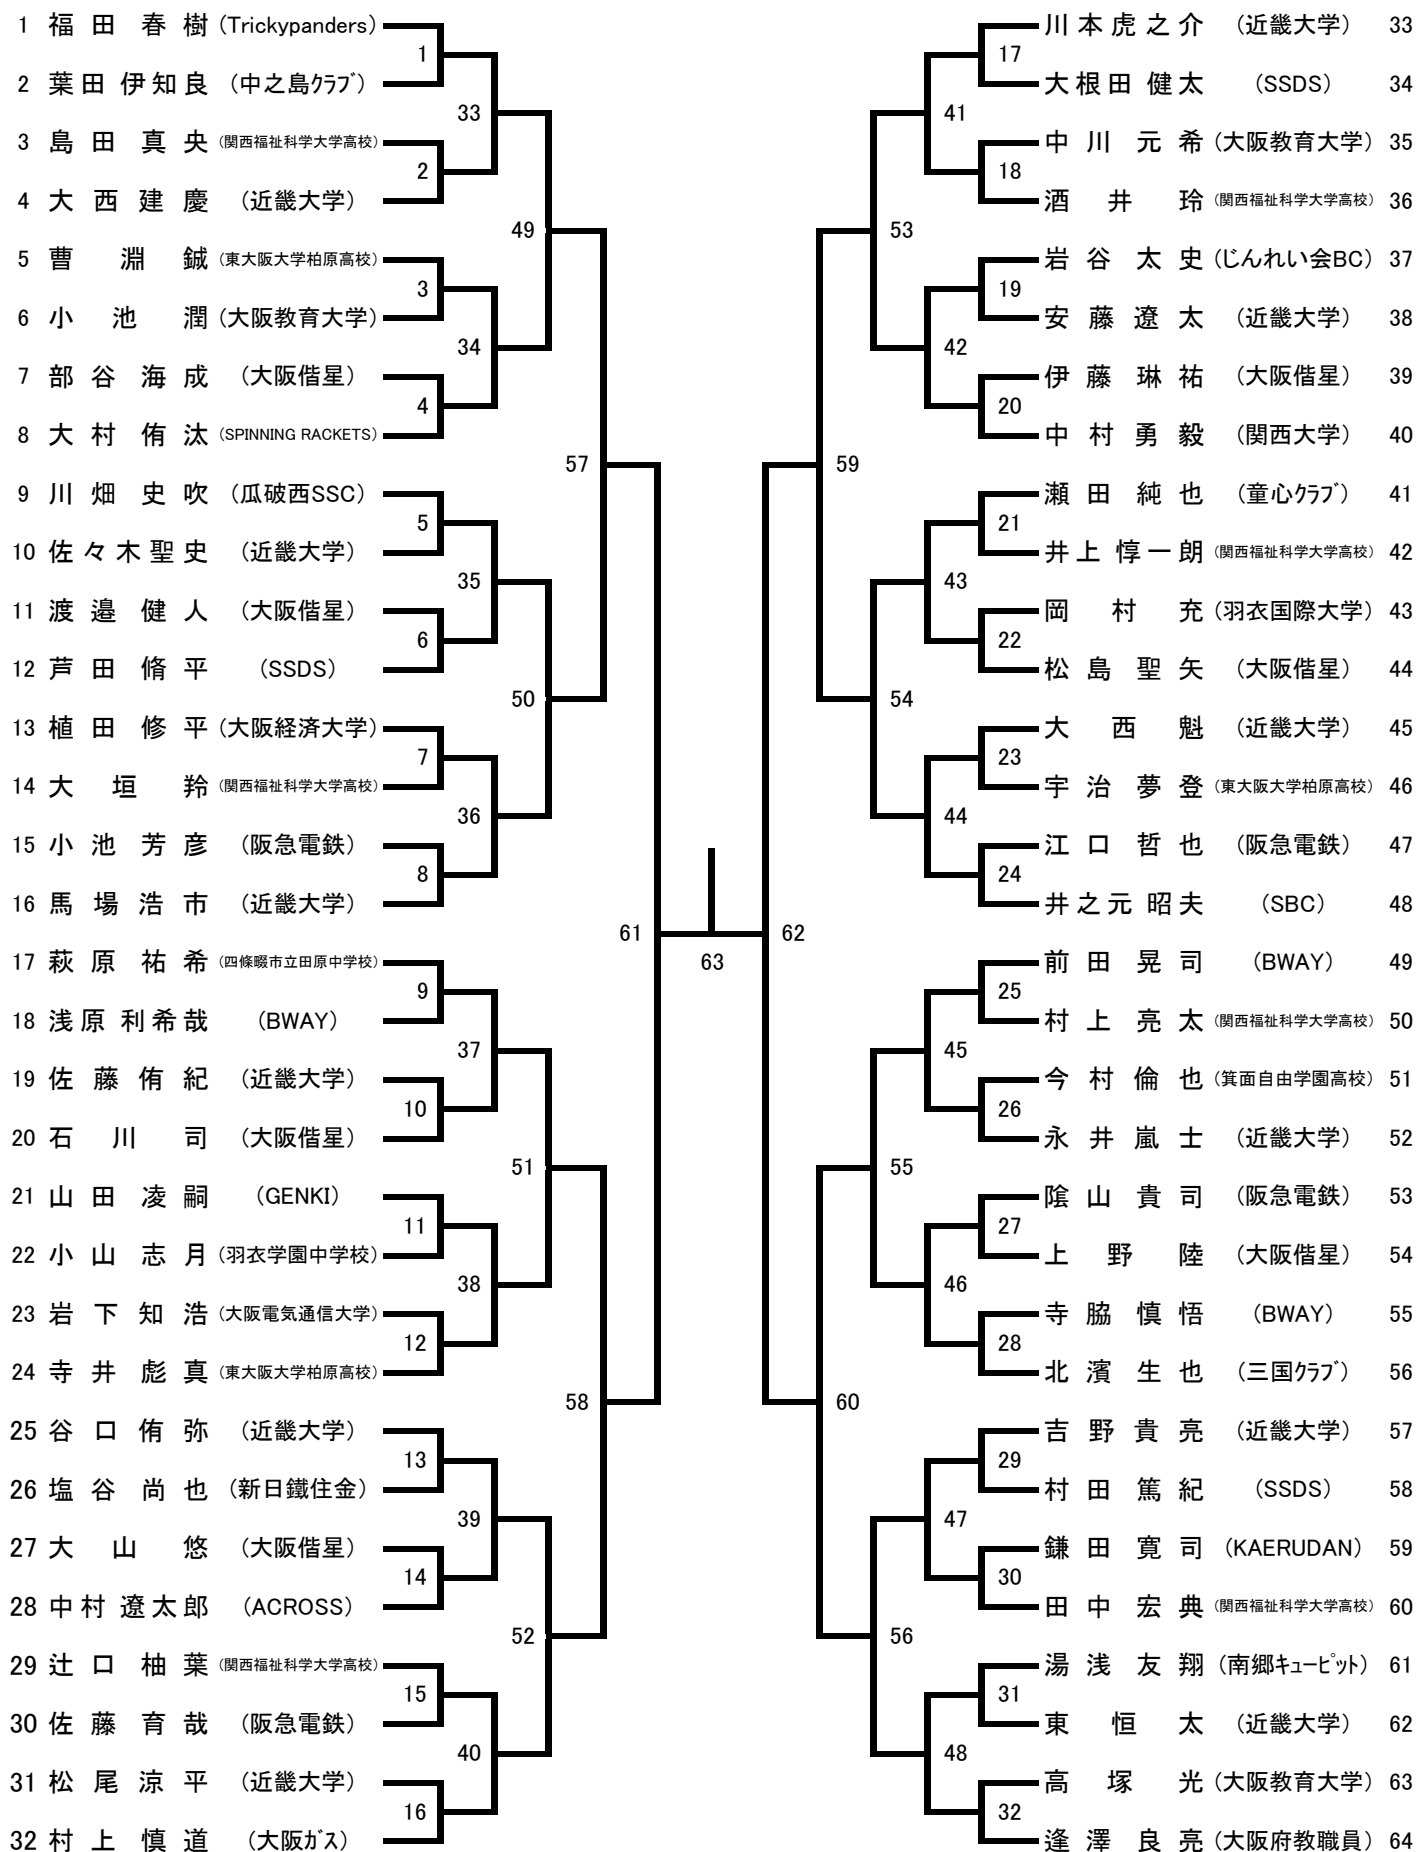 1 福田 春樹 (Trickypanders)
2 葉田 伊知良 (中之島ｸﾗﾌﾞ)
3 島田 真央 (関西福祉科学大学高校)
4 大西建慶 (近畿大学)
5 曹 淵鉞 (東大阪大学柏原高校)
6 小池 潤 (大阪教育大学)
7 部谷 海成 (大阪偕星)
8 大村 侑汰 (SPINNING RACKETS)
9 川畑 史吹 (瓜破西SSC)
10 佐々木聖史 (近畿大学)
11 渡邉 健人 (大阪偕星)
12 芦田 脩平 (SSDS)
13 植田 修平 (大阪経済大学)
14 大垣 羚 (関西福祉科学大学高校)
15 小池 芳彦 (阪急電鉄)
16 馬場浩市 (近畿大学)
17 萩原 祐希 (四條畷市立田原中学校)
18 浅原 利希哉 (BWAY)
19 佐藤侑紀 (近畿大学)
20 石川 司 (大阪偕星)
21 山田 凌嗣 (GENKI)
22 小山 志月 (羽衣学園中学校)
23 岩下 知浩 (大阪電気通信大学)
24 寺井 彪真 (東大阪大学柏原高校)
25 谷口 侑弥 (近畿大学)
26 塩谷 尚也 (新日鐵住金)
27 大山 悠 (大阪偕星)
28 中村 遼太郎 (ACROSS)
29 辻口 柚葉 (関西福祉科学大学高校)
30 佐藤 育哉 (阪急電鉄)
31 松尾涼平 (近畿大学)
32 村上 慎道 (大阪ｶﾞｽ)
1
2
3
4
5
6
7
8
9
10
11
12
13
14
15
16
33
34
35
36
37
38
39
40
49
50
51
52
57
58
61
63
62
59
60
53
54
55
56
41
42
43
44
45
46
47
48
17
18
19
20
21
22
23
24
25
26
27
28
29
30
31
32
川本虎之介 (近畿大学) 33
大根田 健太 (SSDS) 34
中川 元希 (大阪教育大学) 35
酒井 玲 (関西福祉科学大学高校) 36
岩谷 太史 (じんれい会BC) 37
安藤遼太 (近畿大学) 38
伊藤 琳祐 (大阪偕星) 39
中村勇毅 (関西大学) 40
瀬田純也 (童心ｸﾗﾌﾞ) 41
井上 惇一朗 (関西福祉科学大学高校) 42
岡村 充 (羽衣国際大学) 43
松島聖矢 (大阪偕星) 44
大西 魁 (近畿大学) 45
宇治 夢登 (東大阪大学柏原高校) 46
江口 哲也 (阪急電鉄) 47
井之元 昭夫 (SBC) 48
前田 晃司 (BWAY) 49
村上 亮太 (関西福祉科学大学高校) 50
今村倫也 (箕面自由学園高校) 51
永井嵐士 (近畿大学) 52
陰山 貴司 (阪急電鉄) 53
上野 陸 (大阪偕星) 54
寺脇慎悟 (BWAY) 55
北濱 生也 (三国ｸﾗﾌﾞ) 56
吉野貴亮 (近畿大学) 57
村田 篤紀 (SSDS) 58
鎌田 寛司 (KAERUDAN) 59
田中 宏典 (関西福祉科学大学高校) 60
湯浅 友翔 (南郷ｷｭｰﾋﾟｯﾄ) 61
東 恒太 (近畿大学) 62
高塚 光 (大阪教育大学) 63
逢澤 良亮 (大阪府教職員) 64